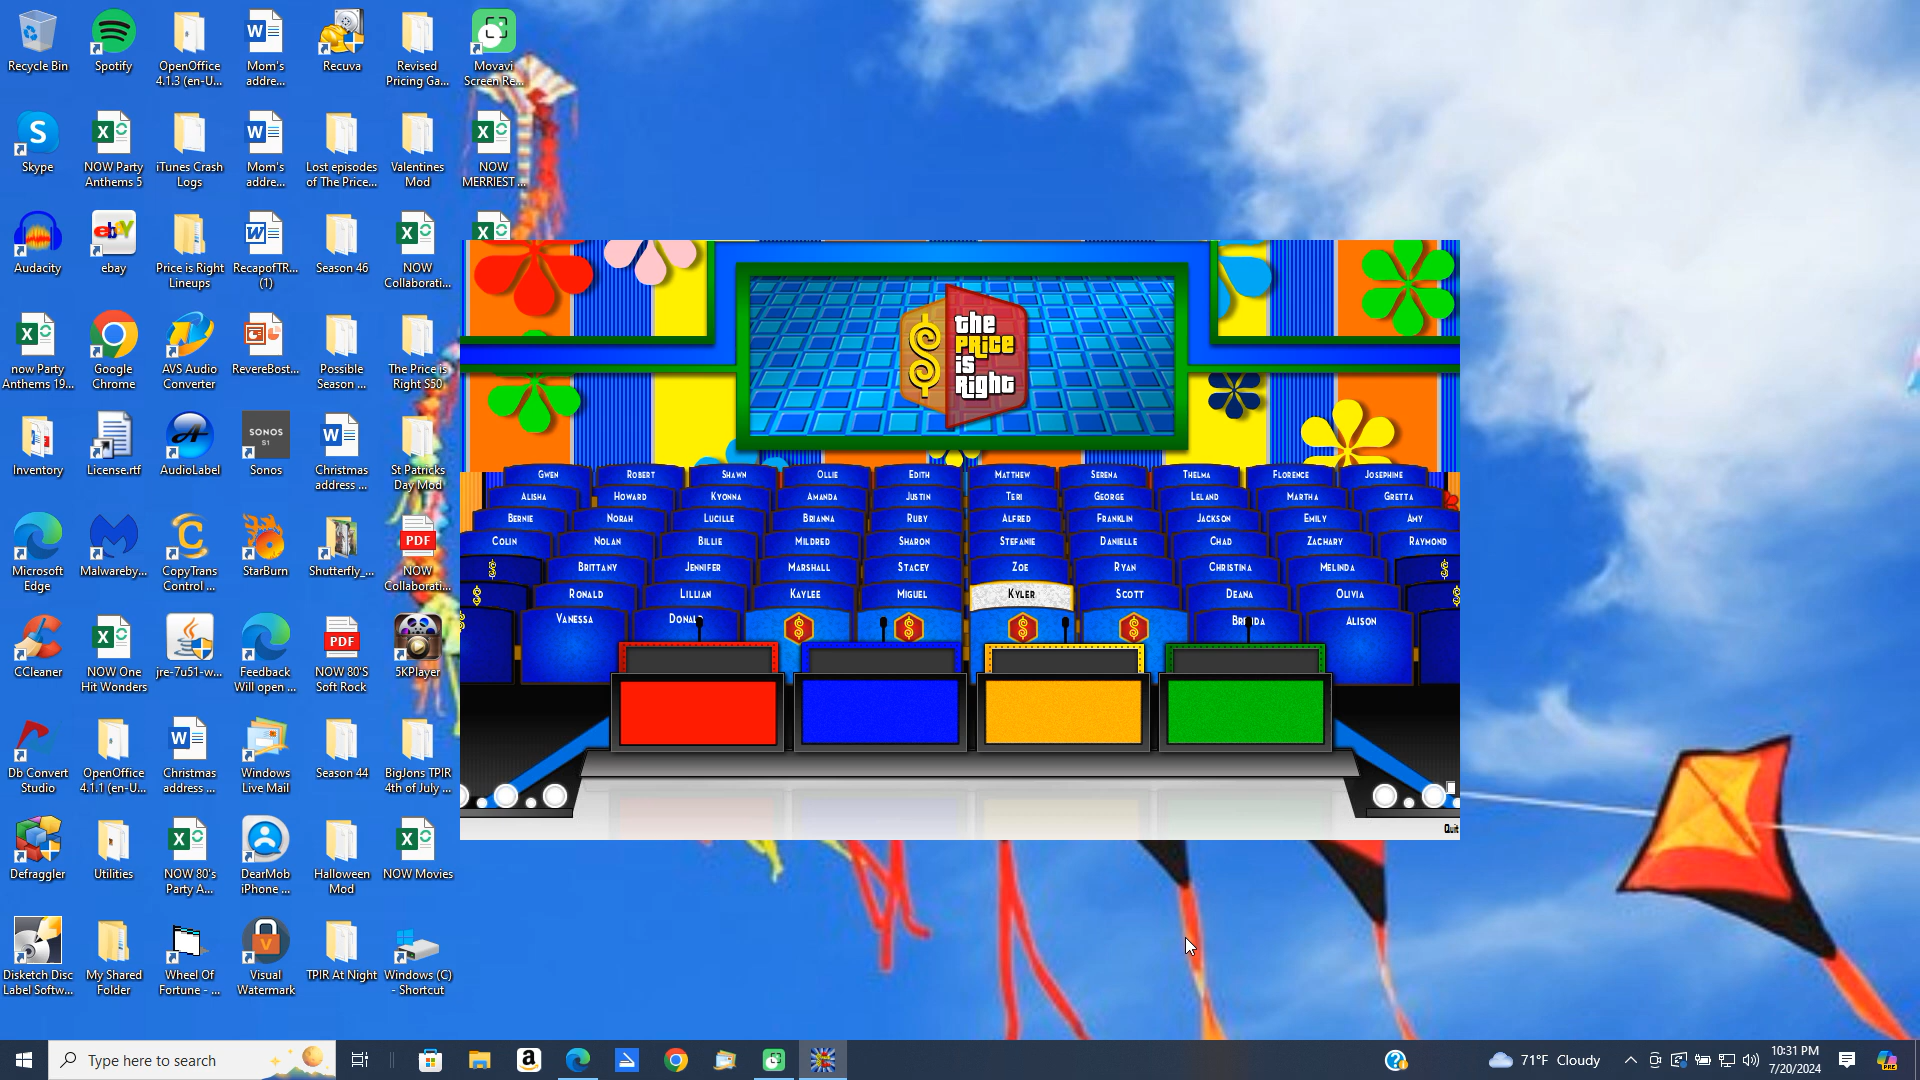 Recycle Bin
Spotify
OpenOffice
4.1.3 (en-U...
Mom's
addre...
Recuva
Revised
Pricing Ga...
Movavi
Screen Re...
Skype
NOW Party
Anthems 5
iTunes Crash
Logs
Mom's
addre...
Lost episodes
of The Price...
Valentines
Mod
NOW
MERRIEST ...
Audacity
ebay
Price is Right
Lineups
RecapofTR...
(1)
Season 46
NOW
Collaborati...
now Party
Anthems 19...
Google
Chrome
AVS Audio
Converter
RevereBost...
Possible
Season ...
The Price is
Right S50
Inventory
License.rtf
AudioLabel
SONOS
S1
Sonos
Christmas
address ...
St Patricks
Day Mod
Microsoft
Edge
Malwareby...
CopyTrans
Control ...
StarBurn
Shutterfly_...
PDF
NOW
Collaborati...
CCleaner
NOW One
Hit Wonders
jre-7u51-w...
Feedback
Will open ...
PDF
NOW 80'S
Soft Rock
5KPlayer
Db Convert
Studio
OpenOffice
4.1.1 (en-U...
Christmas
address ...
Windows
Live Mail
Season 44
BigJons TPIR
4th of July ...
Defraggler
Utilities
NOW 80's
Party A...
DearMob
iPhone ...
Halloween
Mod
NOW Movies
Disketch Disc
Label Softw...
My Shared
Folder
Wheel Of
Fortune - ...
Visual
Watermark
TPIR At Night
Windows (C)
- Shortcut
the
PRice
is
Right
GWEN ROBERT SHAWN OLLIE EDITH MATTHEW SERENA THELMA FLORENCE JOSEPHINE
ALISHA HOWARD KYONNA AMANDA JUSTIN TERI GEORGE LELAND MARTHA GRETTA
BERNIE NORAH LUCILLE BRIANNA RUBY ALFRED FRANKLIN JACKSON EMILY AMY
COLIN NOLAN BILLIE MILDRED SHARON STEFANIE DANIELLE CHAD ZACHARY RAYMOND
BRITTANY JENNIFER MARSHALL STACEY ZOE RYAN CHRISTINA MELINDA
RONALD LILLIAN KAYLEE MIGUEL KYLER SCOTT DEANA OLIVIA
VANESSA ALISON
Quit
Type here to search
71°F Cloudy
10:31 PM
7/20/2024